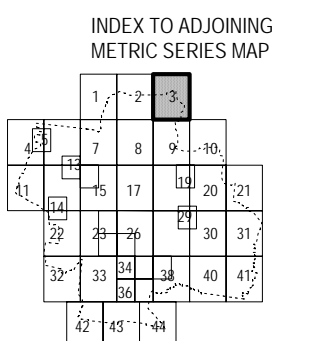 INDEX TO ADJOINING
METRIC SERIES MAP
1 2 3
4 5 7 8 9 10
13
11 15 17 19 20 21
14 29
22 23 26 30 31
32 33 34 38 40 41
36
42 43 44